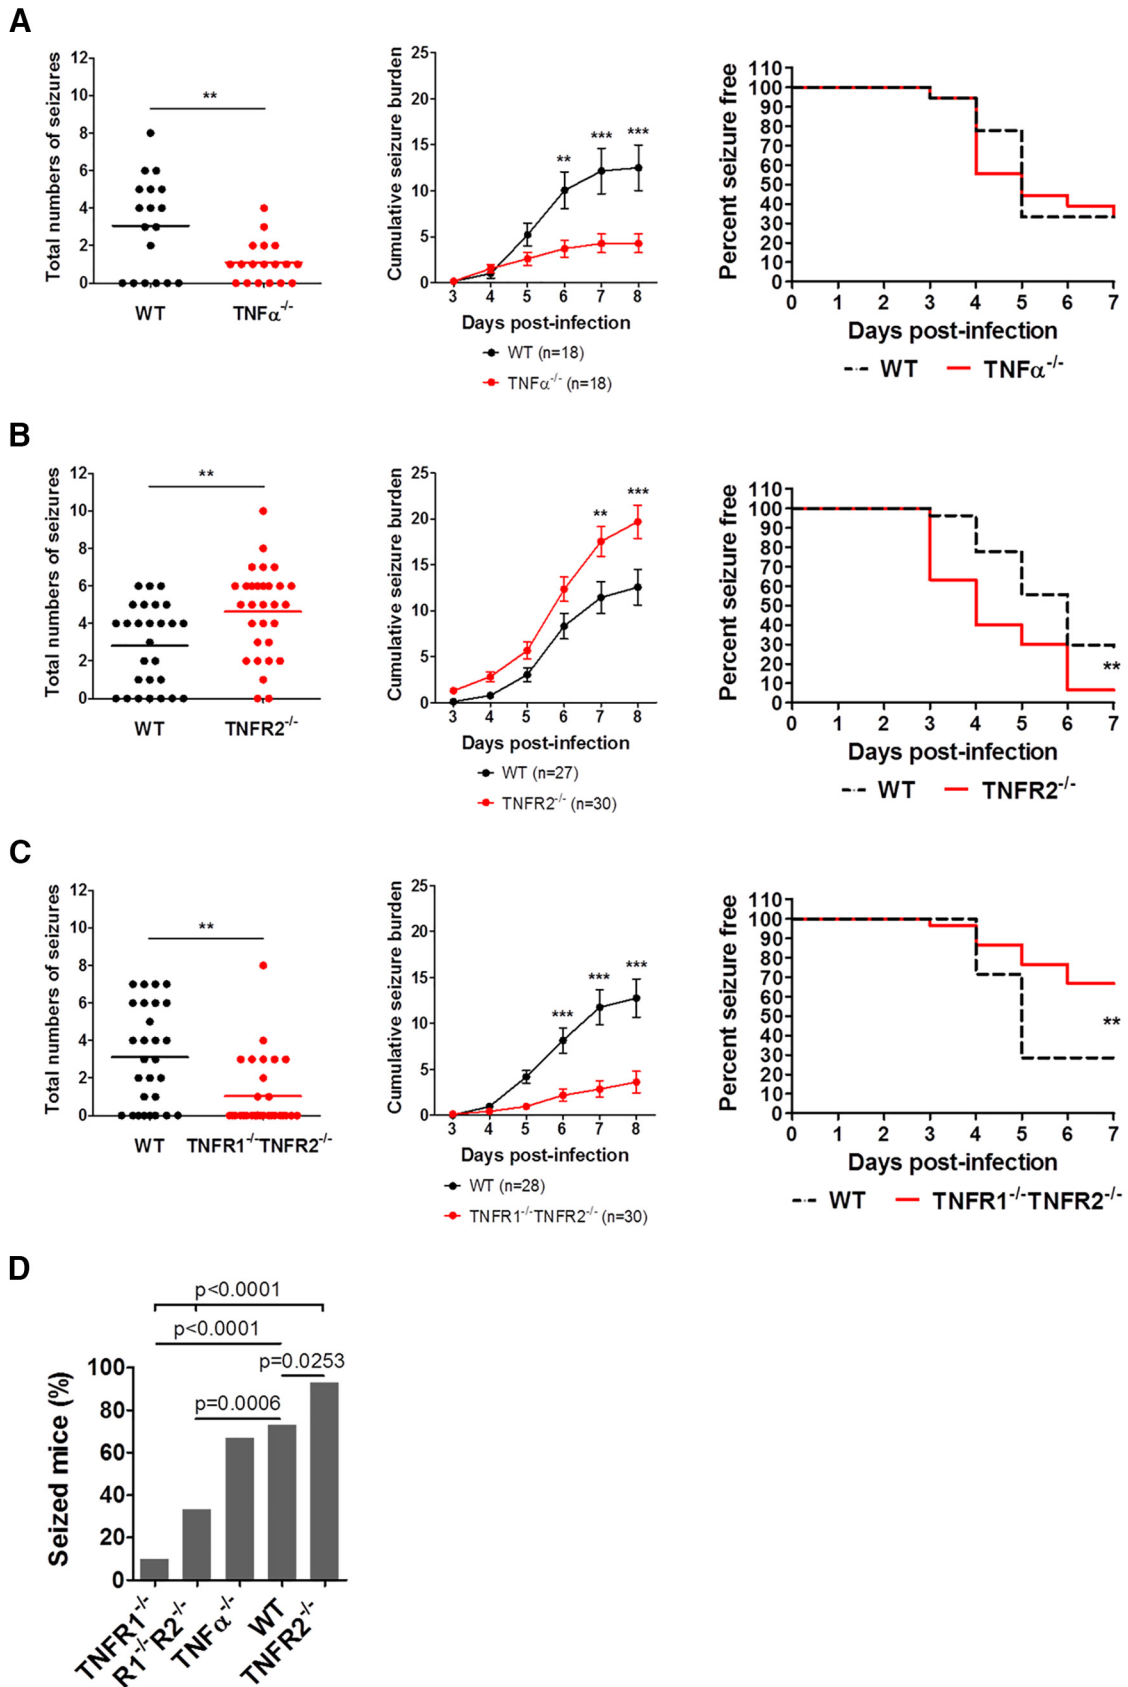 A
Total numbers of seizures
12
10
8
6
4
2
0
**
WT
TNFα-/-
Cumulative seizure burden
25
20
15
10
5
0
**
***
***
3 4 5 6 7 8
Days post-infection
WT (n=18)
TNFα-/- (n=18)
Percent seizure free
110
100
90
80
70
60
50
40
30
20
10
0
0 1 2 3 4 5 6 7
Days post-infection
WT
TNFα-/-
B
Total numbers of seizures
12
10
8
6
4
2
0
**
WT
TNFR2-/-
Cumulative seizure burden
25
20
15
10
5
0
**
***
3 4 5 6 7 8
Days post-infection
WT (n=27)
TNFR2-/- (n=30)
Percent seizure free
110
100
90
80
70
60
50
40
30
20
10
0
**
0 1 2 3 4 5 6 7
Days post-infection
WT
TNFR2-/-
C
Total numbers of seizures
12
10
8
6
4
2
0
**
WT
TNFR1-/-TNFR2-/-
Cumulative seizure burden
25
20
15
10
5
0
***
***
***
3 4 5 6 7 8
Days post-infection
WT (n=28)
TNFR1-/-TNFR2-/- (n=30)
Percent seizure free
110
100
90
80
70
60
50
40
30
20
10
0
**
0 1 2 3 4 5 6 7
Days post-infection
WT
TNFR1-/-TNFR2-/-
D
p<0.0001
p<0.0001
p=0.0253
p=0.0006
Seized mice (%)
100
80
60
40
20
0
TNFR1-/-
R1-/-R2-/-
TNFα-/-
WT
TNFR2-/-